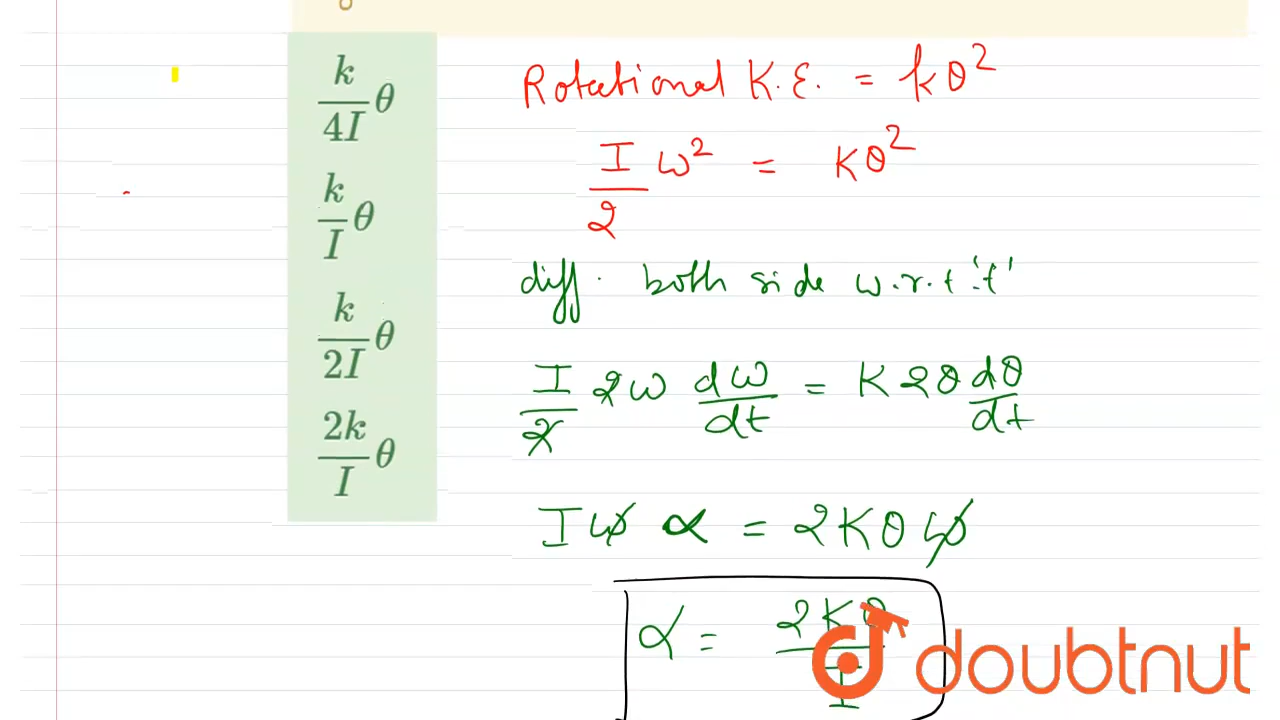 k/4I θ
k/I θ
k/2I θ
2k/I θ
Rotational K.E. = kθ²
I/2 ω² = Kθ²
diff. both side w.r.t 't'
I/2 2ω dω/dt = K2θ dθ/dt
Iω α = 2Kθω
α = 2Kθ/I
doubtnut